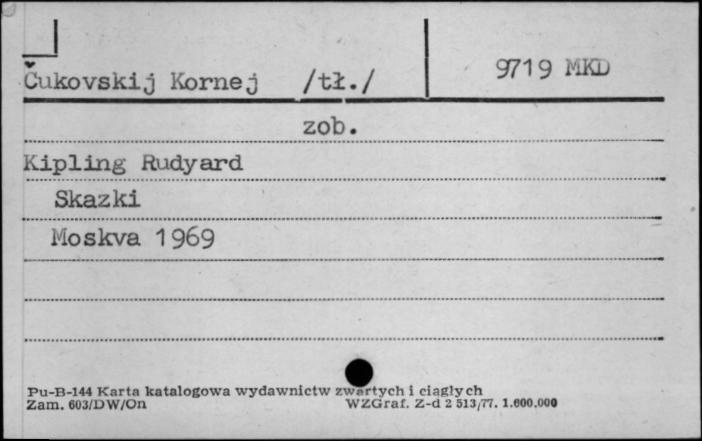 Čukovskij Kornej /tł./ 9719 MKD
zob.
Kipling Rudyard
Skazki
Moskva 1969
Pu-B-144 Karta katalogowa wydawnictw zwartych i ciągłych
Zam. 603/DW/On WZGraf. Z-d 2 513/77. 1.600.000